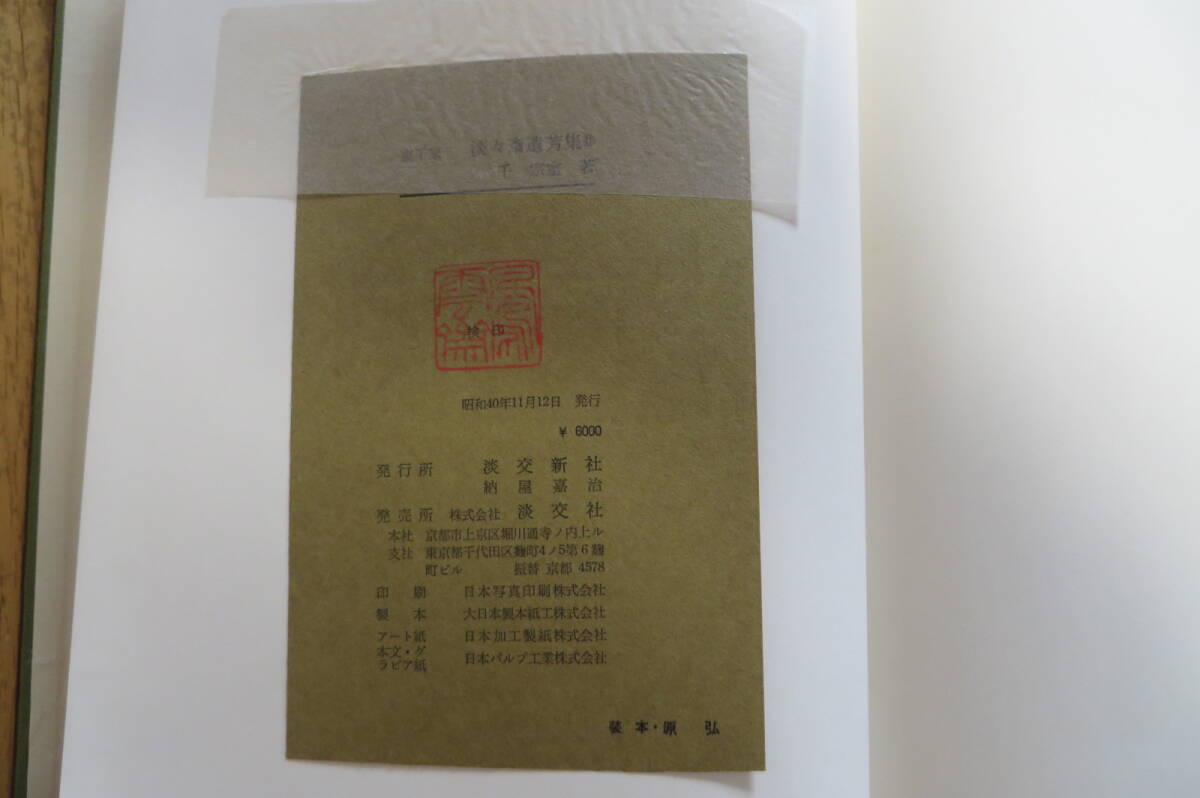 裏千家 淡々斎遺芳集
千 宗室 著
検印
昭和40年11月12日 発行
¥ 6000
発行所 淡交新社
納屋嘉治
発売所 株式会社 淡交社
本社 京都市上京区堀川通寺ノ内上ル
支社 東京都千代田区麹町4ノ5第6麹
町ビル 振替 京都 4578
印刷 日本写真印刷株式会社
製本 大日本製本紙工株式会社
アート紙 日本加工製紙株式会社
本文・グ
ラビア紙 日本パルプ工業株式会社
装本・原 弘